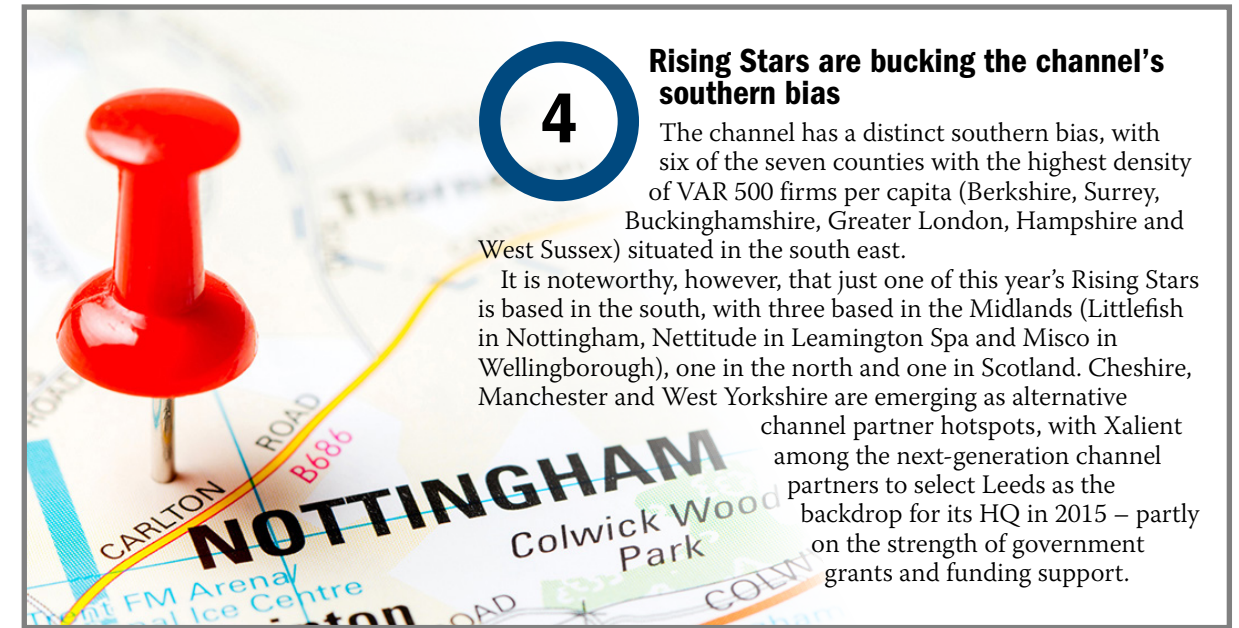 4
Rising Stars are bucking the channel’s
southern bias
The channel has a distinct southern bias, with
six of the seven counties with the highest density
of VAR 500 firms per capita (Berkshire, Surrey,
Buckinghamshire, Greater London, Hampshire and
West Sussex) situated in the south east.
It is noteworthy, however, that just one of this year’s Rising Stars
is based in the south, with three based in the Midlands (Littlefish
in Nottingham, Nettitude in Leamington Spa and Misco in
Wellingborough), one in the north and one in Scotland. Cheshire,
Manchester and West Yorkshire are emerging as alternative
channel partner hotspots, with Xalient
among the next-generation channel
partners to select Leeds as the
backdrop for its HQ in 2015 – partly
on the strength of government
grants and funding support.
ROAD
ROAD
B686
CARLTON
NOTTINGHAM
Colwick Wood
Park
FM Arena/
Ice Centre
ROAD